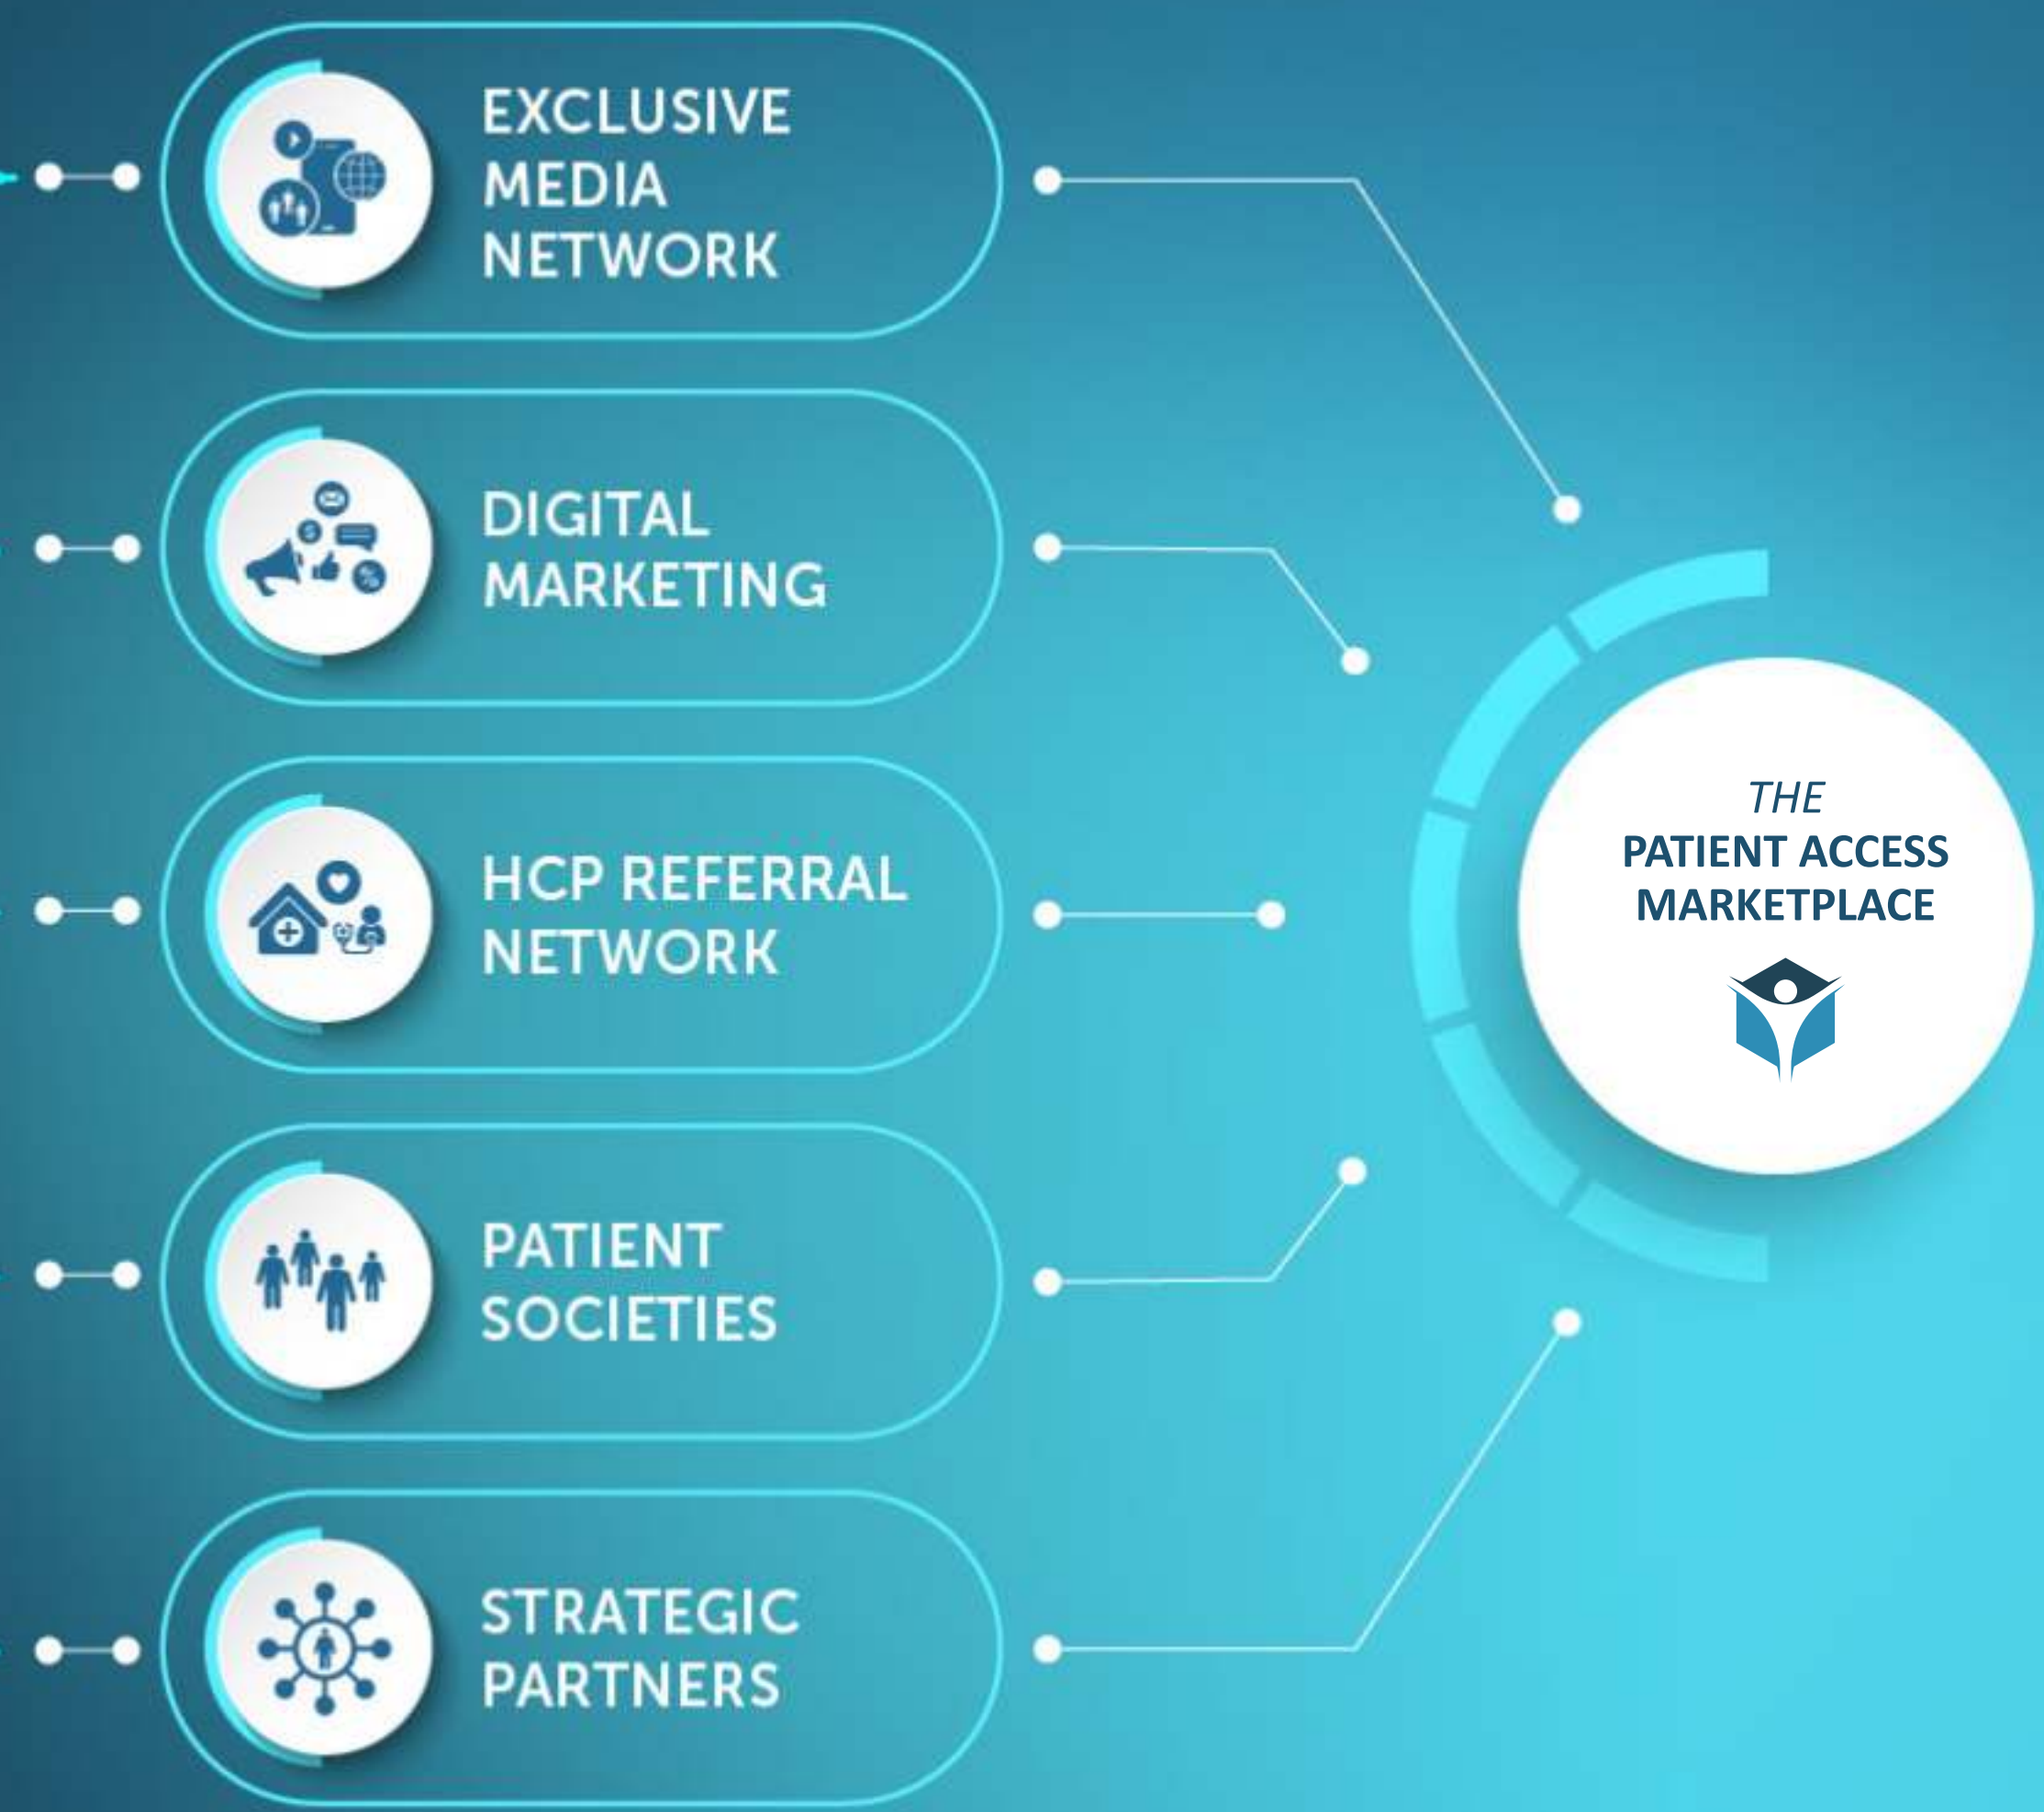 EXCLUSIVE
MEDIA
NETWORK
DIGITAL
MARKETING
HCP REFERRAL
NETWORK
PATIENT
SOCIETIES
STRATEGIC
PARTNERS
THE
PATIENT ACCESS
MARKETPLACE